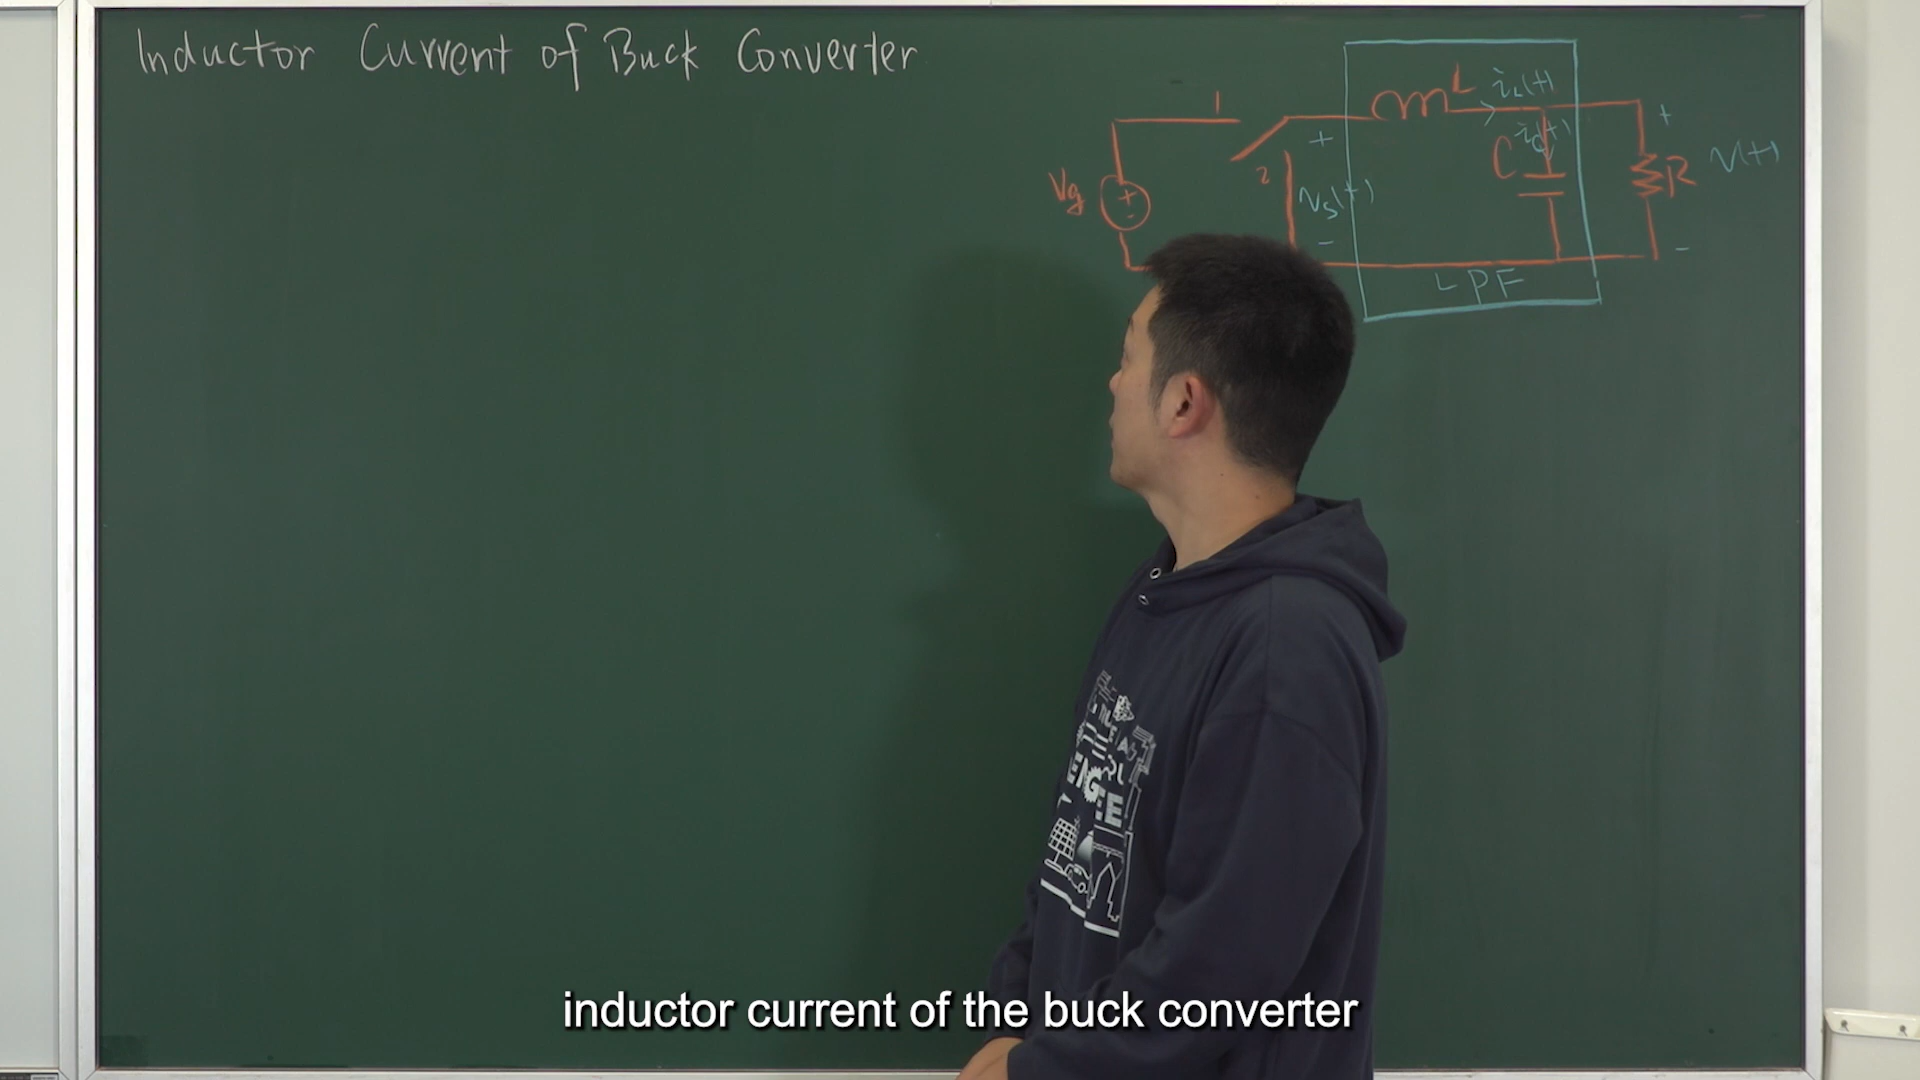 Inductor Current of Buck Converter
1
L
iL(t)
+
ic(t)
+
C
2
Vg
+
-
vs(t)
R
v(t)
-
-
LPF
inductor current of the buck converter